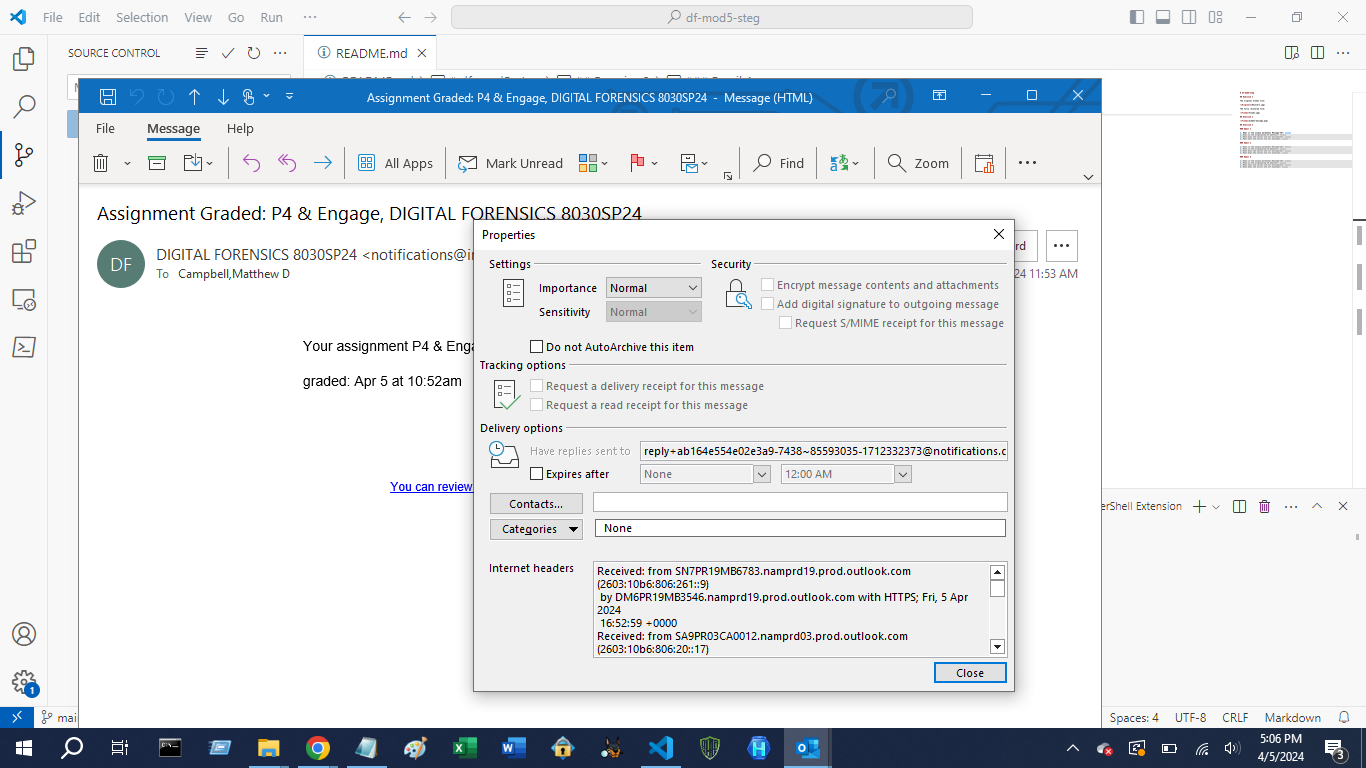 File Edit Selection View Go Run ···
df-mod5-steg
SOURCE CONTROL
README.md
Assignment Graded: P4 & Engage, DIGITAL FORENSICS 8030SP24 - Message (HTML)
File Message Help
All Apps
Mark Unread
Find
Zoom
Assignment Graded: P4 & Engage, DIGITAL FORENSICS 8030SP24
DF
DIGITAL FORENSICS 8030SP24 <notifications@in
To Campbell,Matthew D
rd
24 11:53 AM
Your assignment P4 & Enga
graded: Apr 5 at 10:52am
You can review
Properties
Settings
Importance Normal
Sensitivity Normal
Do not AutoArchive this item
Security
Encrypt message contents and attachments
Add digital signature to outgoing message
Request S/MIME receipt for this message
Tracking options
Request a delivery receipt for this message
Request a read receipt for this message
Delivery options
Have replies sent to reply+ab164e554e02e3a9-7438~85593035-1712332373@notifications.c
Expires after None 12:00 AM
Contacts...
Categories None
Internet headers
Received: from SN7PR19MB6783.namprd19.prod.outlook.com
(2603:10b6:806:261::9)
by DM6PR19MB3546.namprd19.prod.outlook.com with HTTPS; Fri, 5 Apr
2024
16:52:59 +0000
Received: from SA9PR03CA0012.namprd03.prod.outlook.com
(2603:10b6:806:20::17)
Close
erShell Extension
1
mai
Spaces: 4 UTF-8 CRLF Markdown
5:06 PM
4/5/2024
3